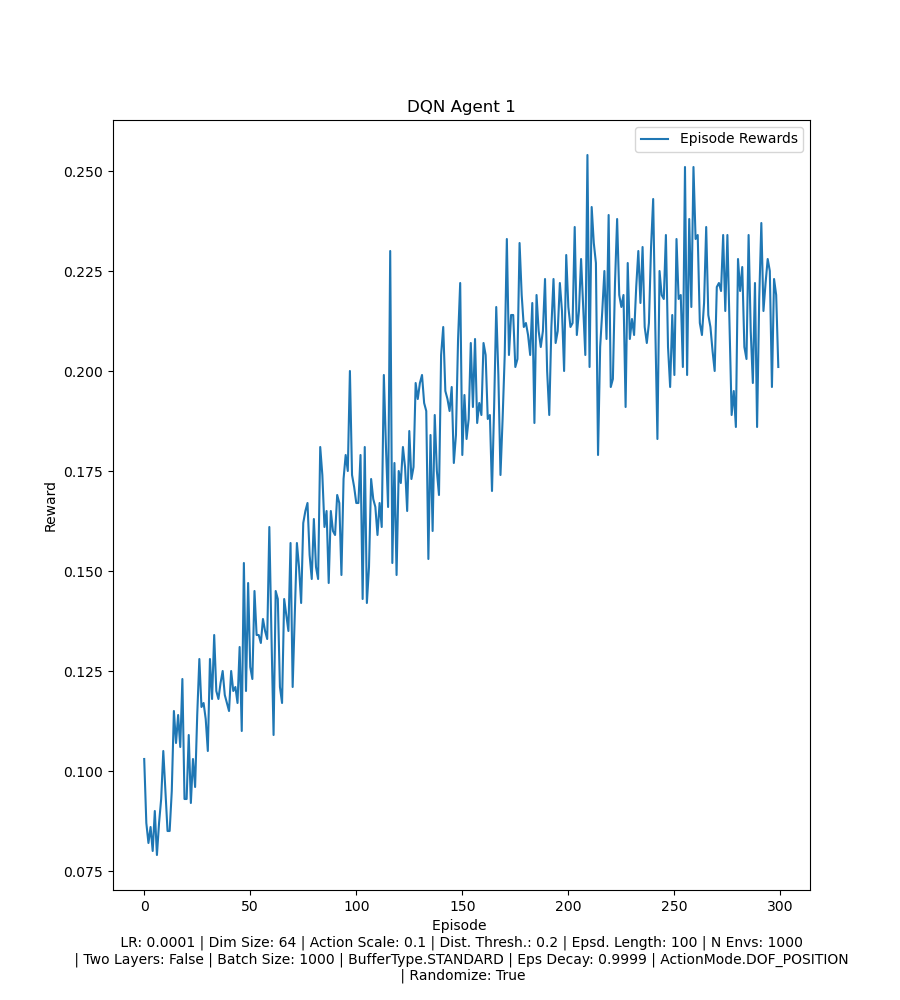 DQN Agent 1
Episode Rewards
0.250
0.225
0.200
0.175
0.150
0.125
0.100
0.075
Reward
0 50 100 150 200 250 300
Episode
LR: 0.0001 | Dim Size: 64 | Action Scale: 0.1 | Dist. Thresh.: 0.2 | Epsd. Length: 100 | N Envs: 1000
| Two Layers: False | Batch Size: 1000 | BufferType.STANDARD | Eps Decay: 0.9999 | ActionMode.DOF_POSITION
| Randomize: True